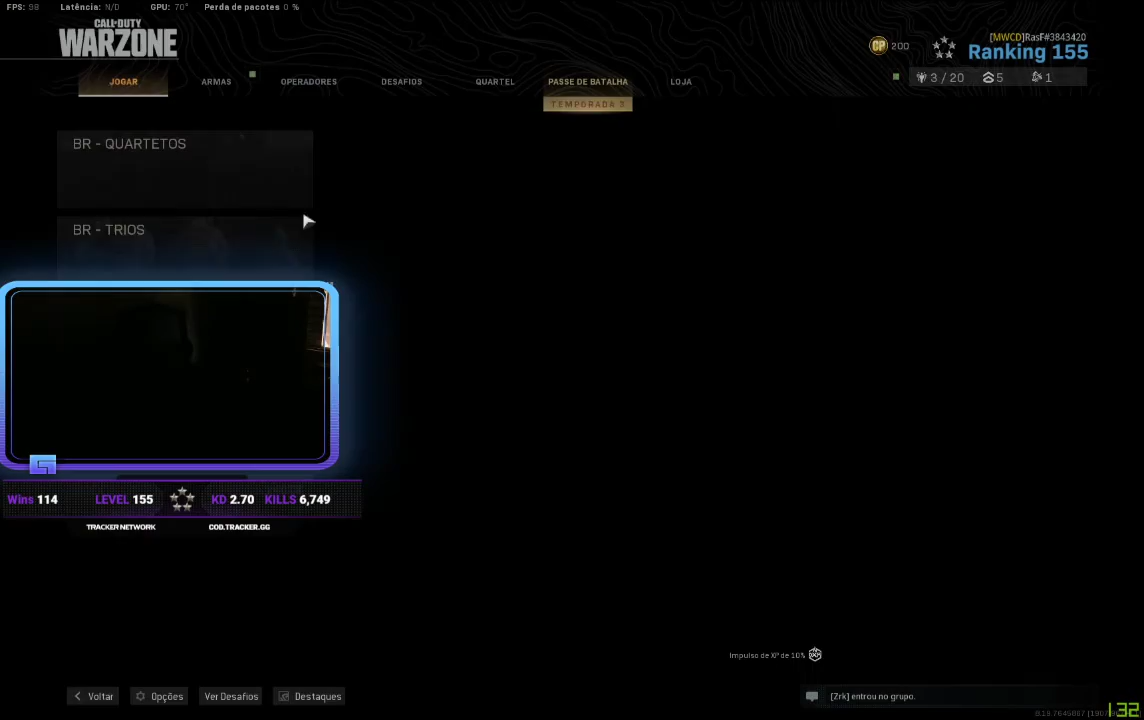 FPS: 98 Latência: N/D GPU: 70° Perda de pacotes 0 %
CALL OF DUTY
WARZONE
CP 200
[MWCD]RasF#3843420
Ranking 155
3 / 20 5 1
JOGAR ARMAS OPERADORES DESAFIOS QUARTEL PASSE DE BATALHA LOJA
TEMPORADA 3
BR - QUARTETOS
BR - TRIOS
Wins 114 LEVEL 155 KD 2.70 KILLS 6,749
TRACKER NETWORK COD.TRACKER.GG
Impulso de XP de 10%
Voltar Opções Ver Desafios Destaques
[Zrk] entrou no grupo.
132